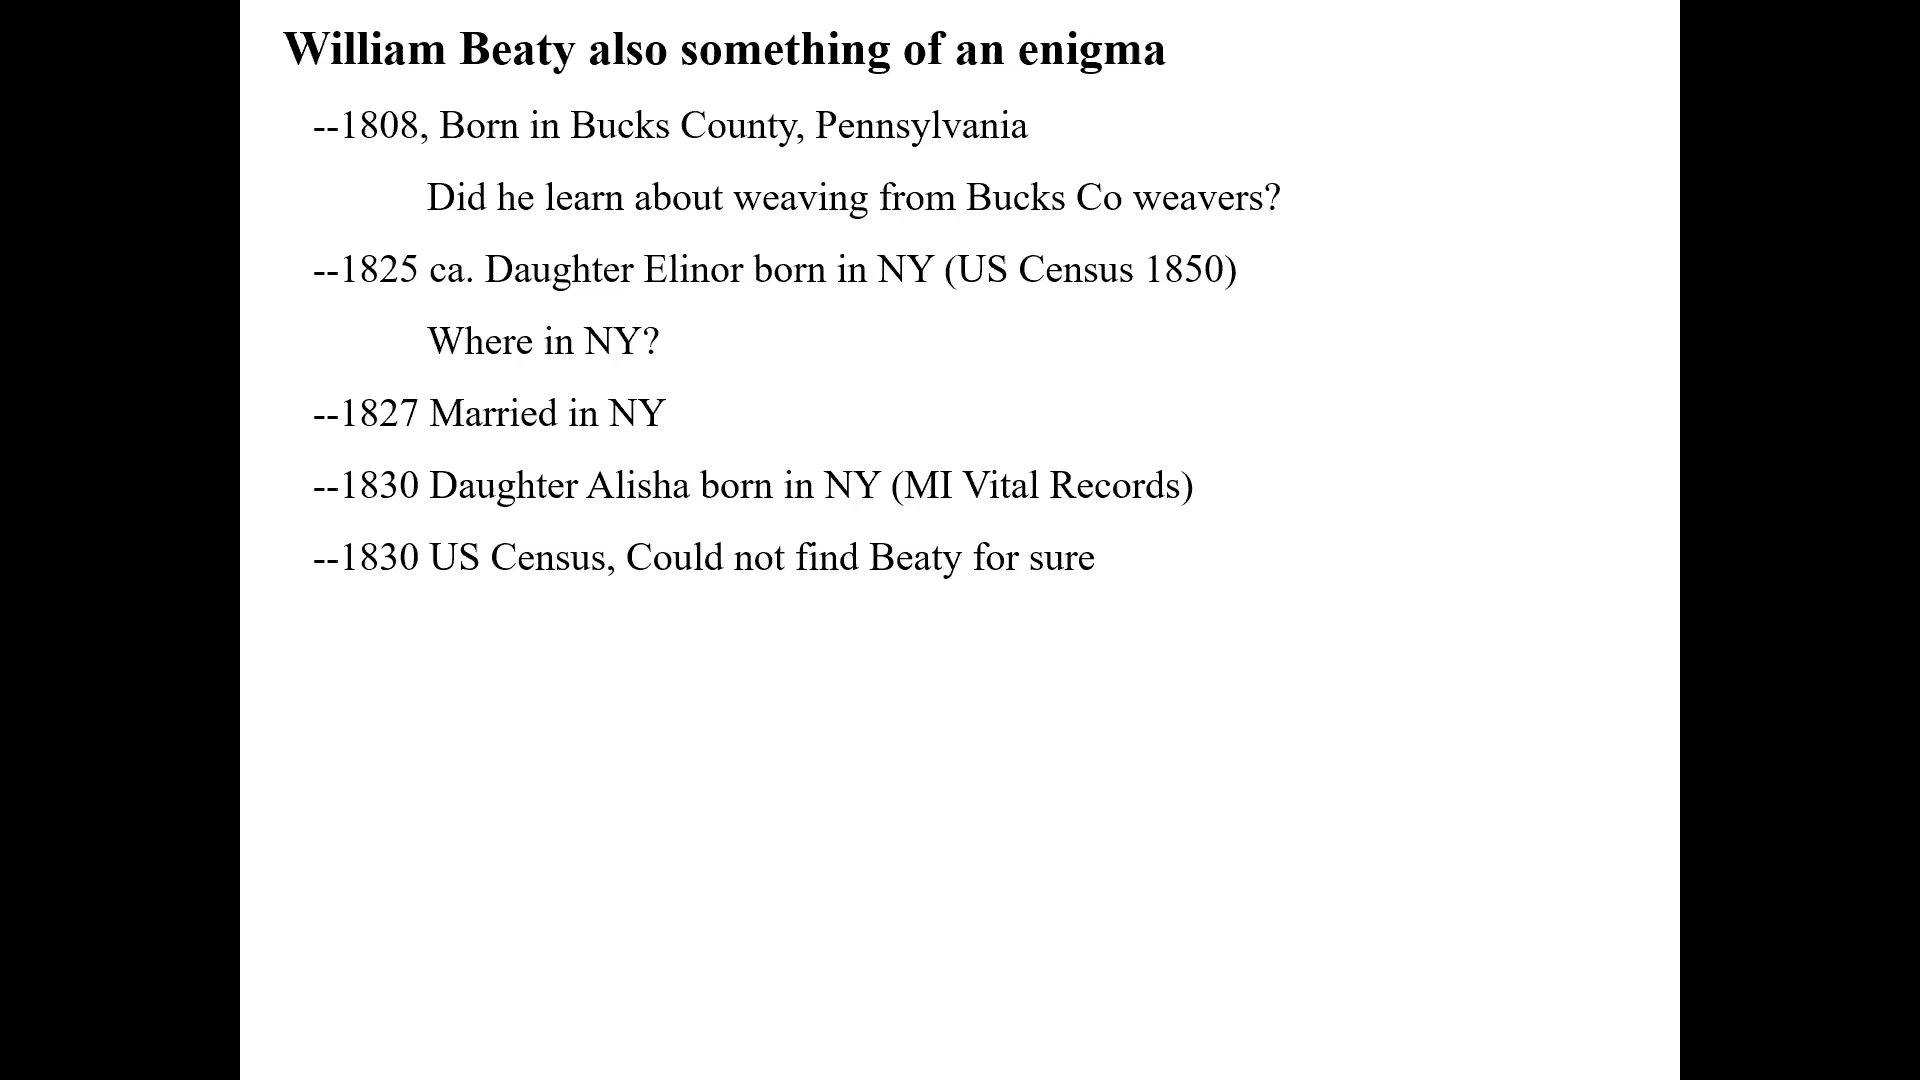 William Beaty also something of an enigma
--1808, Born in Bucks County, Pennsylvania
Did he learn about weaving from Bucks Co weavers?
--1825 ca. Daughter Elinor born in NY (US Census 1850)
Where in NY?
--1827 Married in NY
--1830 Daughter Alisha born in NY (MI Vital Records)
--1830 US Census, Could not find Beaty for sure